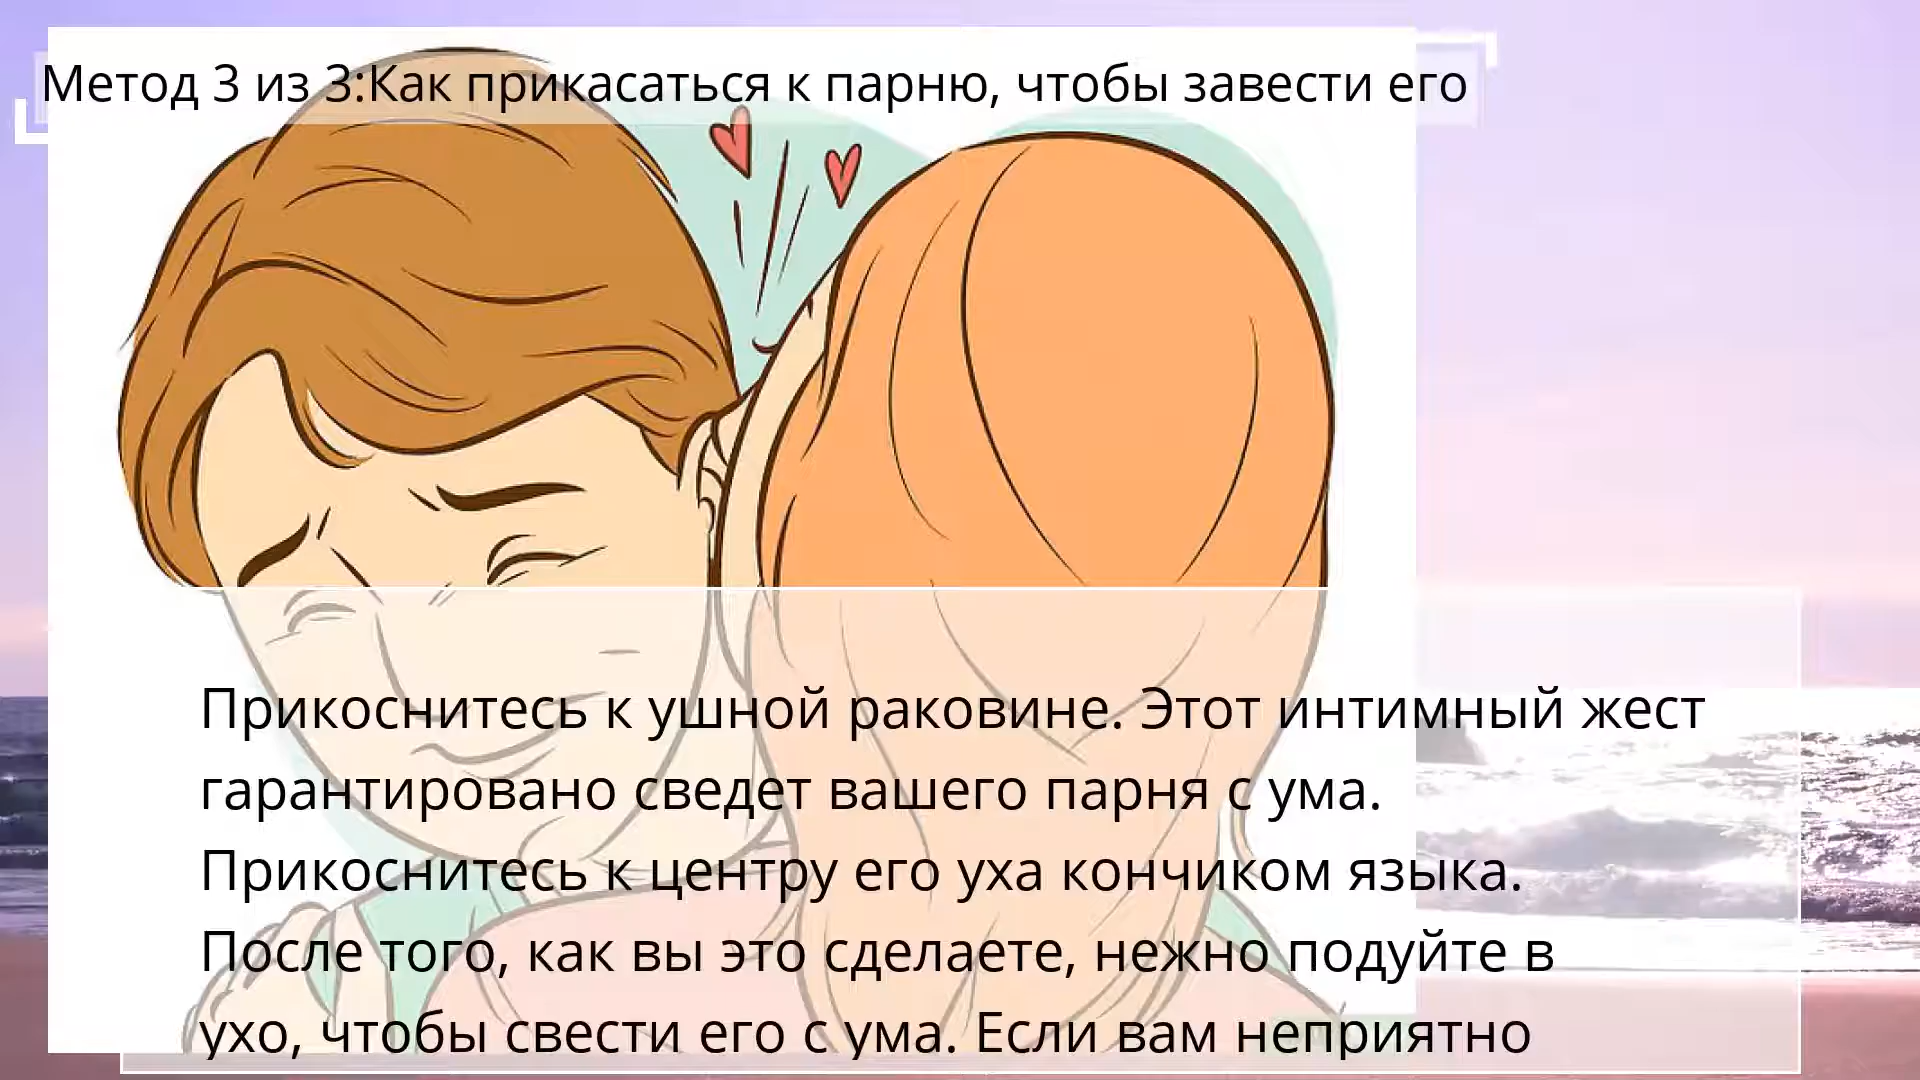 Метод 3 из 3:Как прикасаться к парню, чтобы завести его
Прикоснитесь к ушной раковине. Этот интимный жест
гарантировано сведет вашего парня с ума.
Прикоснитесь к центру его уха кончиком языка.
После того, как вы это сделаете, нежно подуйте в
ухо, чтобы свести его с ума. Если вам неприятно